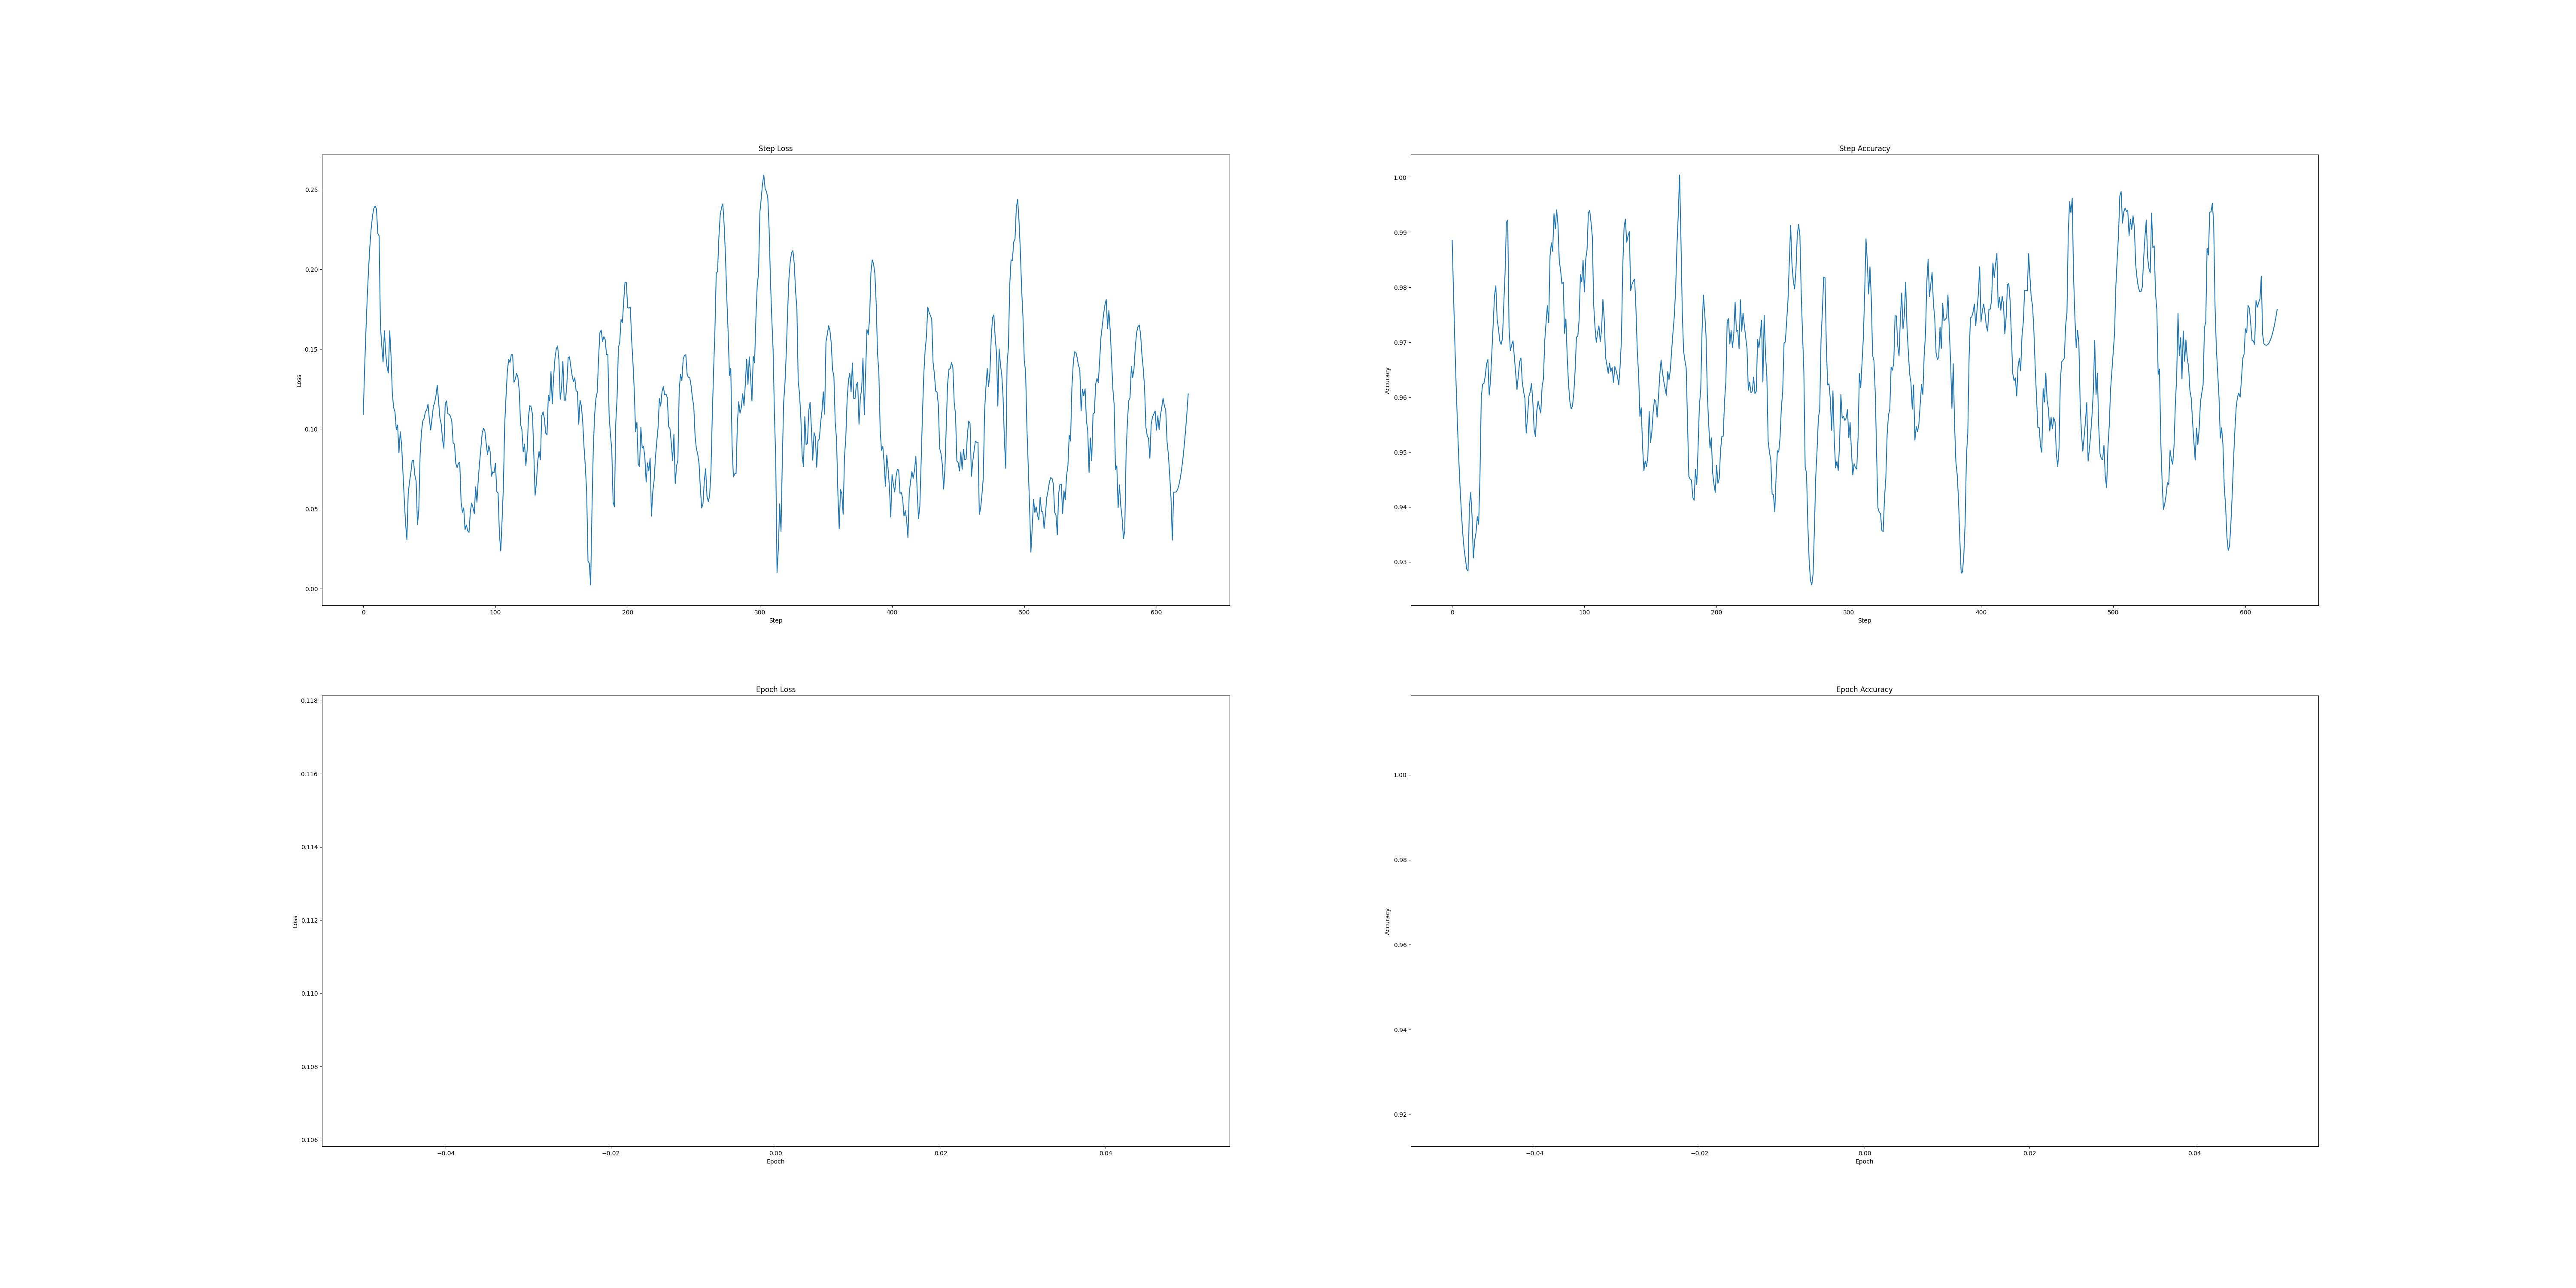 Step Loss
Loss
0.25
0.20
0.15
0.10
0.05
0.00
0 100 200 300 400 500 600
Step
Step Accuracy
Accuracy
1.00
0.99
0.98
0.97
0.96
0.95
0.94
0.93
0 100 200 300 400 500 600
Step
Epoch Loss
Loss
0.118
0.116
0.114
0.112
0.110
0.108
0.106
−0.04 −0.02 0.00 0.02 0.04
Epoch
Epoch Accuracy
Accuracy
1.00
0.98
0.96
0.94
0.92
−0.04 −0.02 0.00 0.02 0.04
Epoch